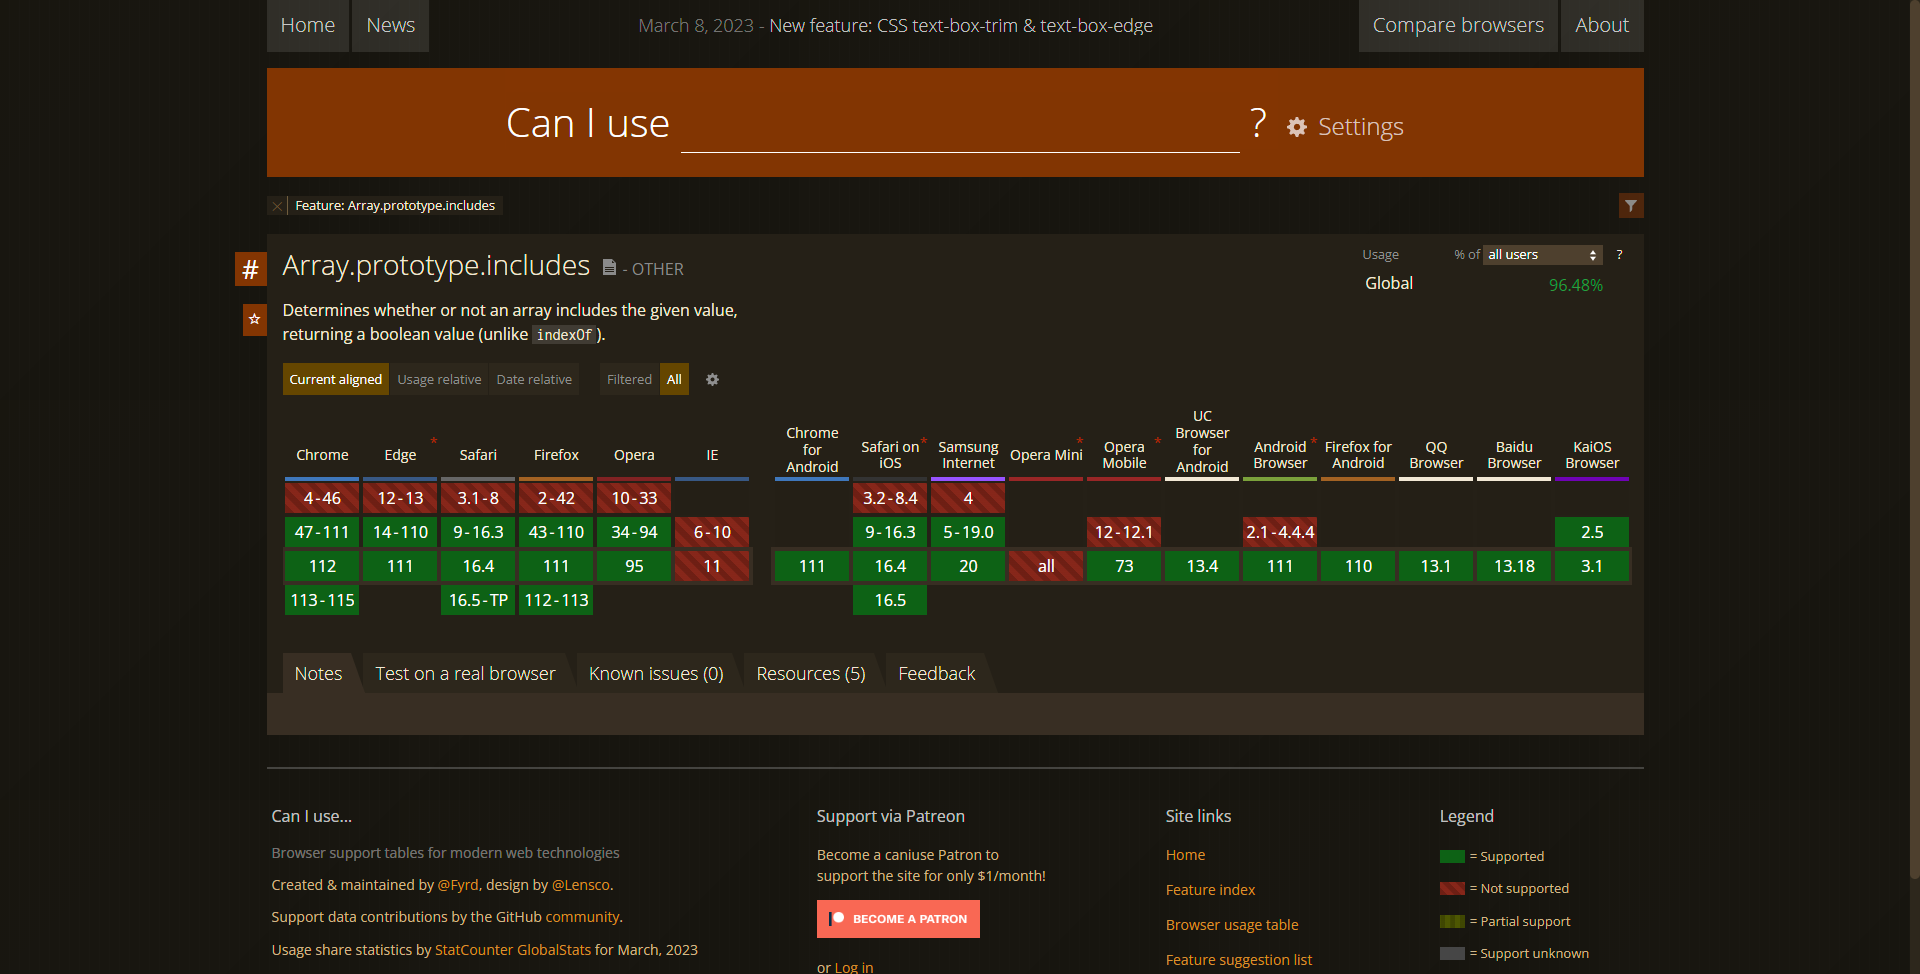 Home News March 8, 2023 - New feature: CSS text-box-trim & text-box-edge Compare browsers About
Can I use ? Settings
Feature: Array.prototype.includes
# Array.prototype.includes - OTHER
Usage % of all users ?
Global 96.48%
Determines whether or not an array includes the given value,
returning a boolean value (unlike indexOf ).
Current aligned Usage relative Date relative Filtered All
Chrome Edge * Safari Firefox Opera IE Chrome for Android Safari on iOS * Samsung Internet Opera Mini * Opera Mobile * UC Browser for Android Android Browser * Firefox for Android QQ Browser Baidu Browser KaiOS Browser
4-46 12-13 3.1-8 2-42 10-33 3.2-8.4 4
47-111 14-110 9-16.3 43-110 34-94 6-10 9-16.3 5-19.0 12-12.1 2.1-4.4.4 2.5
112 111 16.4 111 95 11 111 16.4 20 all 73 13.4 111 110 13.1 13.18 3.1
113-115 16.5-TP 112-113 16.5
Notes Test on a real browser Known issues (0) Resources (5) Feedback
Can I use...
Browser support tables for modern web technologies
Created & maintained by @Fyrd, design by @Lensco.
Support data contributions by the GitHub community.
Usage share statistics by StatCounter GlobalStats for March, 2023
Support via Patreon
Become a caniuse Patron to
support the site for only $1/month!
BECOME A PATRON
or Log in
Site links
Home
Feature index
Browser usage table
Feature suggestion list
Legend
= Supported
= Not supported
= Partial support
= Support unknown